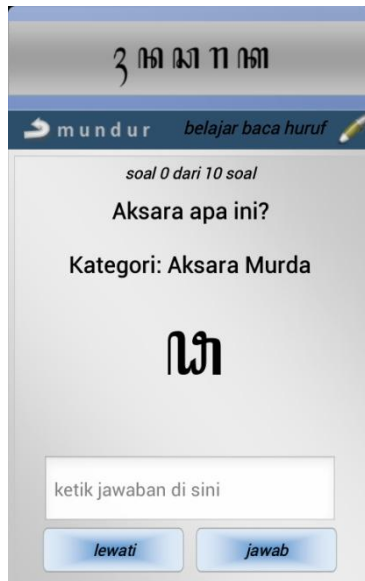 mundur belajar baca huruf
soal 0 dari 10 soal
Aksara apa ini?
Kategori: Aksara Murda
ketik jawaban di sini
lewati jawab